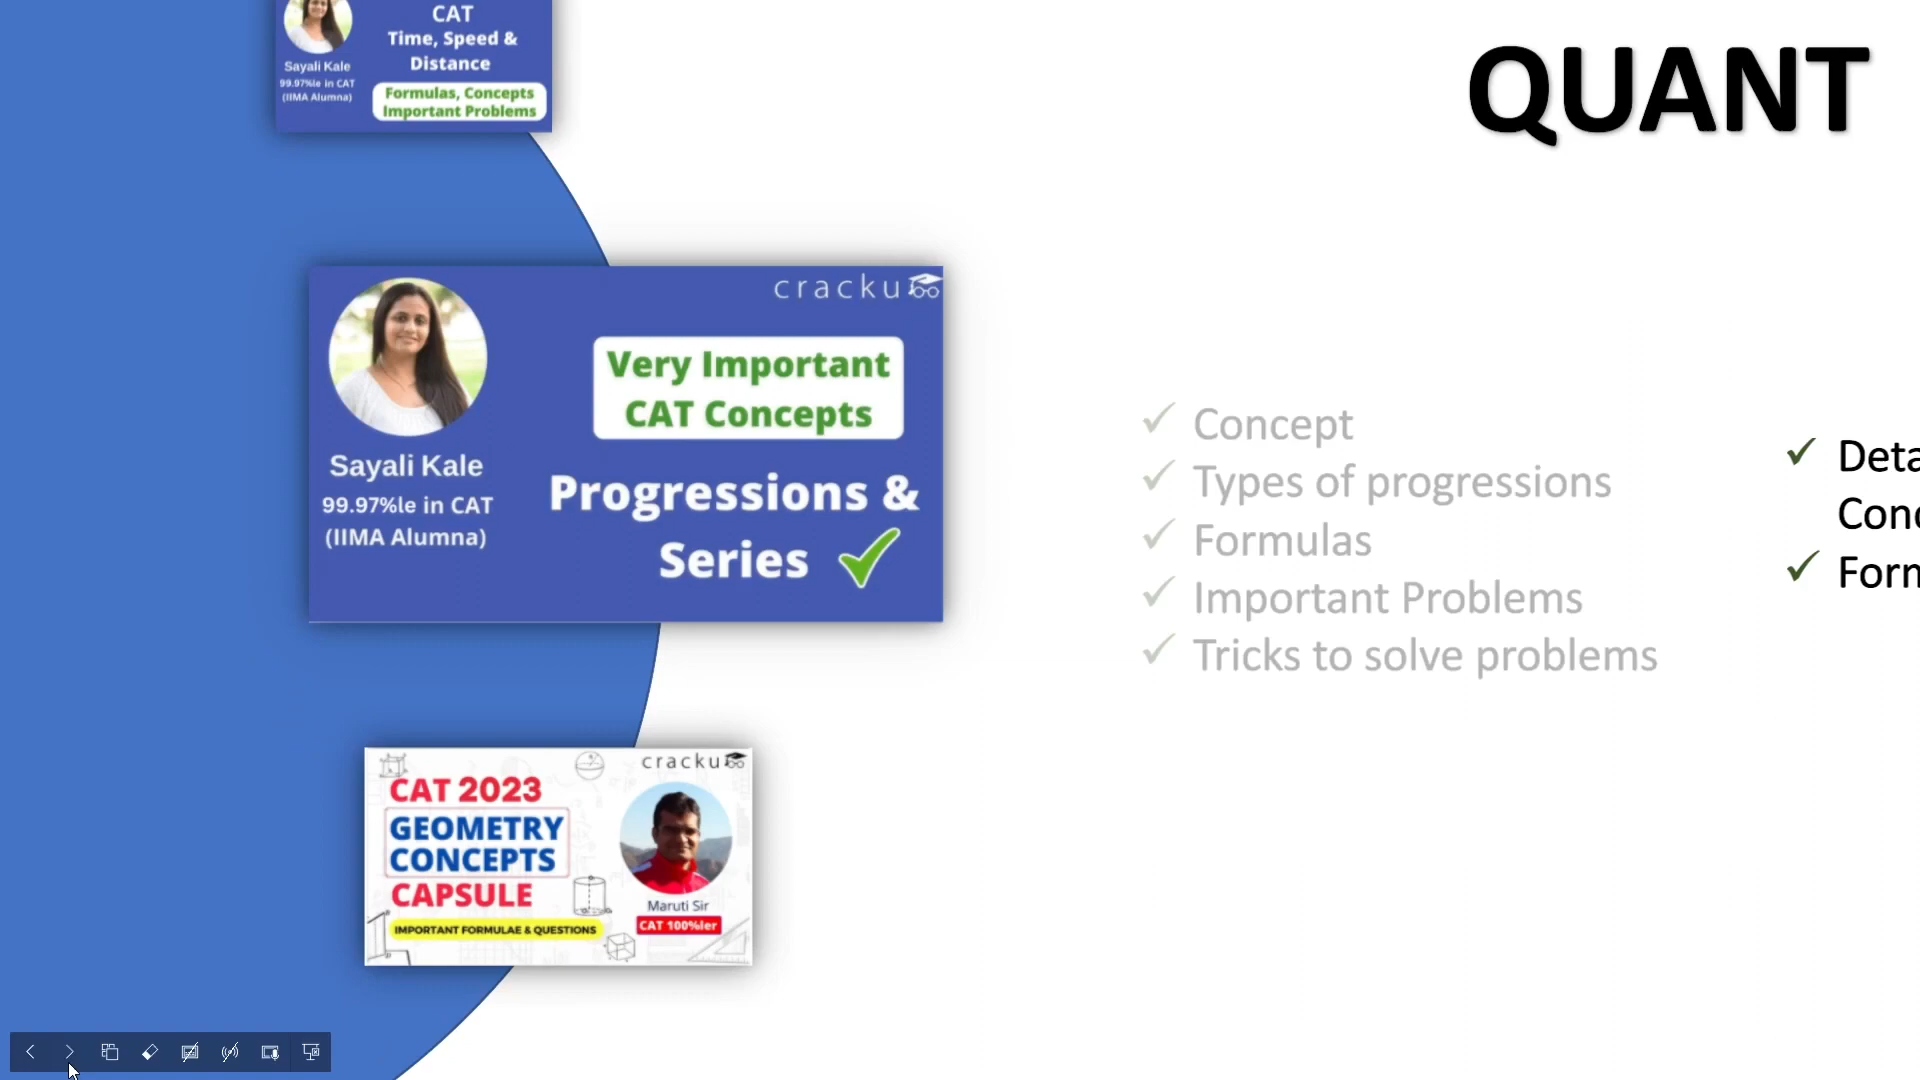 CAT
Time, Speed &
Distance
Sayali Kale
99.97%le in CAT
(IIMA Alumna)
Formulas, Concepts
Important Problems
QUANT
cracku
Very Important
CAT Concepts
Sayali Kale
99.97%le in CAT
(IIMA Alumna)
Progressions &
Series
Concept
Types of progressions
Formulas
Important Problems
Tricks to solve problems
cracku
CAT 2023
GEOMETRY
CONCEPTS
CAPSULE
IMPORTANT FORMULAE & QUESTIONS
Maruti Sir
CAT 100%ler